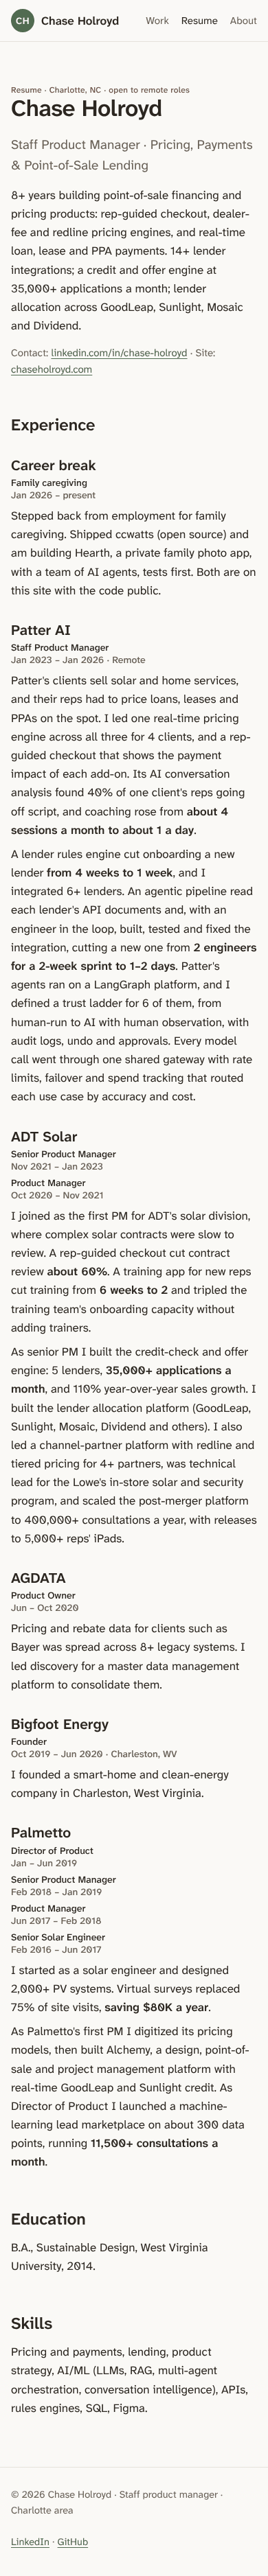 CH Chase Holroyd Work Resume About
Resume · Charlotte, NC · open to remote roles
Chase Holroyd
Staff Product Manager · Pricing, Payments
& Point-of-Sale Lending
8+ years building point-of-sale financing and
pricing products: rep-guided checkout, dealer-
fee and redline pricing engines, and real-time
loan, lease and PPA payments. 14+ lender
integrations; a credit and offer engine at
35,000+ applications a month; lender
allocation across GoodLeap, Sunlight, Mosaic
and Dividend.
Contact: linkedin.com/in/chase-holroyd · Site:
chaseholroyd.com
Experience
Career break
Family caregiving
Jan 2026 – present
Stepped back from employment for family
caregiving. Shipped ccwatts (open source) and
am building Hearth, a private family photo app,
with a team of AI agents, tests first. Both are on
this site with the code public.
Patter AI
Staff Product Manager
Jan 2023 – Jan 2026 · Remote
Patter's clients sell solar and home services,
and their reps had to price loans, leases and
PPAs on the spot. I led one real-time pricing
engine across all three for 4 clients, and a rep-
guided checkout that shows the payment
impact of each add-on. Its AI conversation
analysis found 40% of one client's reps going
off script, and coaching rose from about 4
sessions a month to about 1 a day.
A lender rules engine cut onboarding a new
lender from 4 weeks to 1 week, and I
integrated 6+ lenders. An agentic pipeline read
each lender's API documents and, with an
engineer in the loop, built, tested and fixed the
integration, cutting a new one from 2 engineers
for a 2-week sprint to 1–2 days. Patter's
agents ran on a LangGraph platform, and I
defined a trust ladder for 6 of them, from
human-run to AI with human observation, with
audit logs, undo and approvals. Every model
call went through one shared gateway with rate
limits, failover and spend tracking that routed
each use case by accuracy and cost.
ADT Solar
Senior Product Manager
Nov 2021 – Jan 2023
Product Manager
Oct 2020 – Nov 2021
I joined as the first PM for ADT's solar division,
where complex solar contracts were slow to
review. A rep-guided checkout cut contract
review about 60%. A training app for new reps
cut training from 6 weeks to 2 and tripled the
training team's onboarding capacity without
adding trainers.
As senior PM I built the credit-check and offer
engine: 5 lenders, 35,000+ applications a
month, and 110% year-over-year sales growth. I
built the lender allocation platform (GoodLeap,
Sunlight, Mosaic, Dividend and others). I also
led a channel-partner platform with redline and
tiered pricing for 4+ partners, was technical
lead for the Lowe's in-store solar and security
program, and scaled the post-merger platform
to 400,000+ consultations a year, with releases
to 5,000+ reps' iPads.
AGDATA
Product Owner
Jun – Oct 2020
Pricing and rebate data for clients such as
Bayer was spread across 8+ legacy systems. I
led discovery for a master data management
platform to consolidate them.
Bigfoot Energy
Founder
Oct 2019 – Jun 2020 · Charleston, WV
I founded a smart-home and clean-energy
company in Charleston, West Virginia.
Palmetto
Director of Product
Jan – Jun 2019
Senior Product Manager
Feb 2018 – Jan 2019
Product Manager
Jun 2017 – Feb 2018
Senior Solar Engineer
Feb 2016 – Jun 2017
I started as a solar engineer and designed
2,000+ PV systems. Virtual surveys replaced
75% of site visits, saving $80K a year.
As Palmetto's first PM I digitized its pricing
models, then built Alchemy, a design, point-of-
sale and project management platform with
real-time GoodLeap and Sunlight credit. As
Director of Product I launched a machine-
learning lead marketplace on about 300 data
points, running 11,500+ consultations a
month.
Education
B.A., Sustainable Design, West Virginia
University, 2014.
Skills
Pricing and payments, lending, product
strategy, AI/ML (LLMs, RAG, multi-agent
orchestration, conversation intelligence), APIs,
rules engines, SQL, Figma.
© 2026 Chase Holroyd · Staff product manager ·
Charlotte area
LinkedIn · GitHub